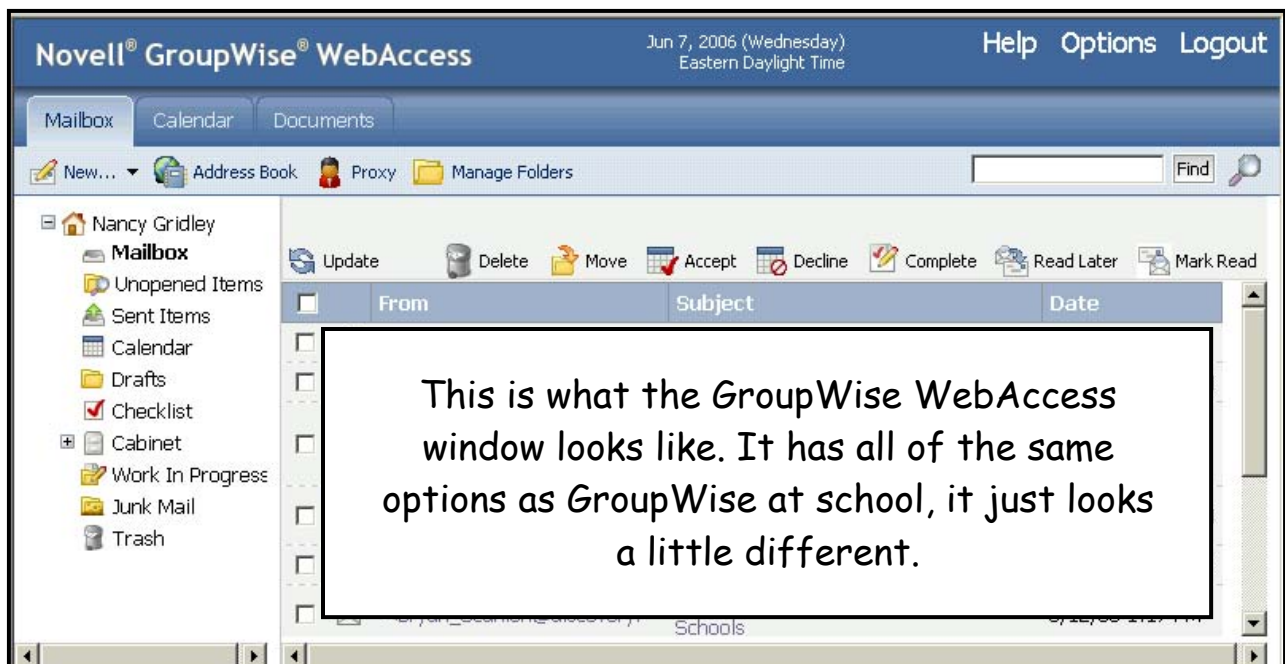 Novell® GroupWise® WebAccess
Jun 7, 2006 (Wednesday)
Eastern Daylight Time
Help Options Logout
Mailbox Calendar Documents
New... Address Book Proxy Manage Folders
Find
Nancy Gridley
Mailbox
Unopened Items
Sent Items
Calendar
Drafts
Checklist
Cabinet
Work In Progress
Junk Mail
Trash
Update Delete Move Accept Decline Complete Read Later Mark Read
From Subject Date
This is what the GroupWise WebAccess
window looks like. It has all of the same
options as GroupWise at school, it just looks
a little different.
Schools